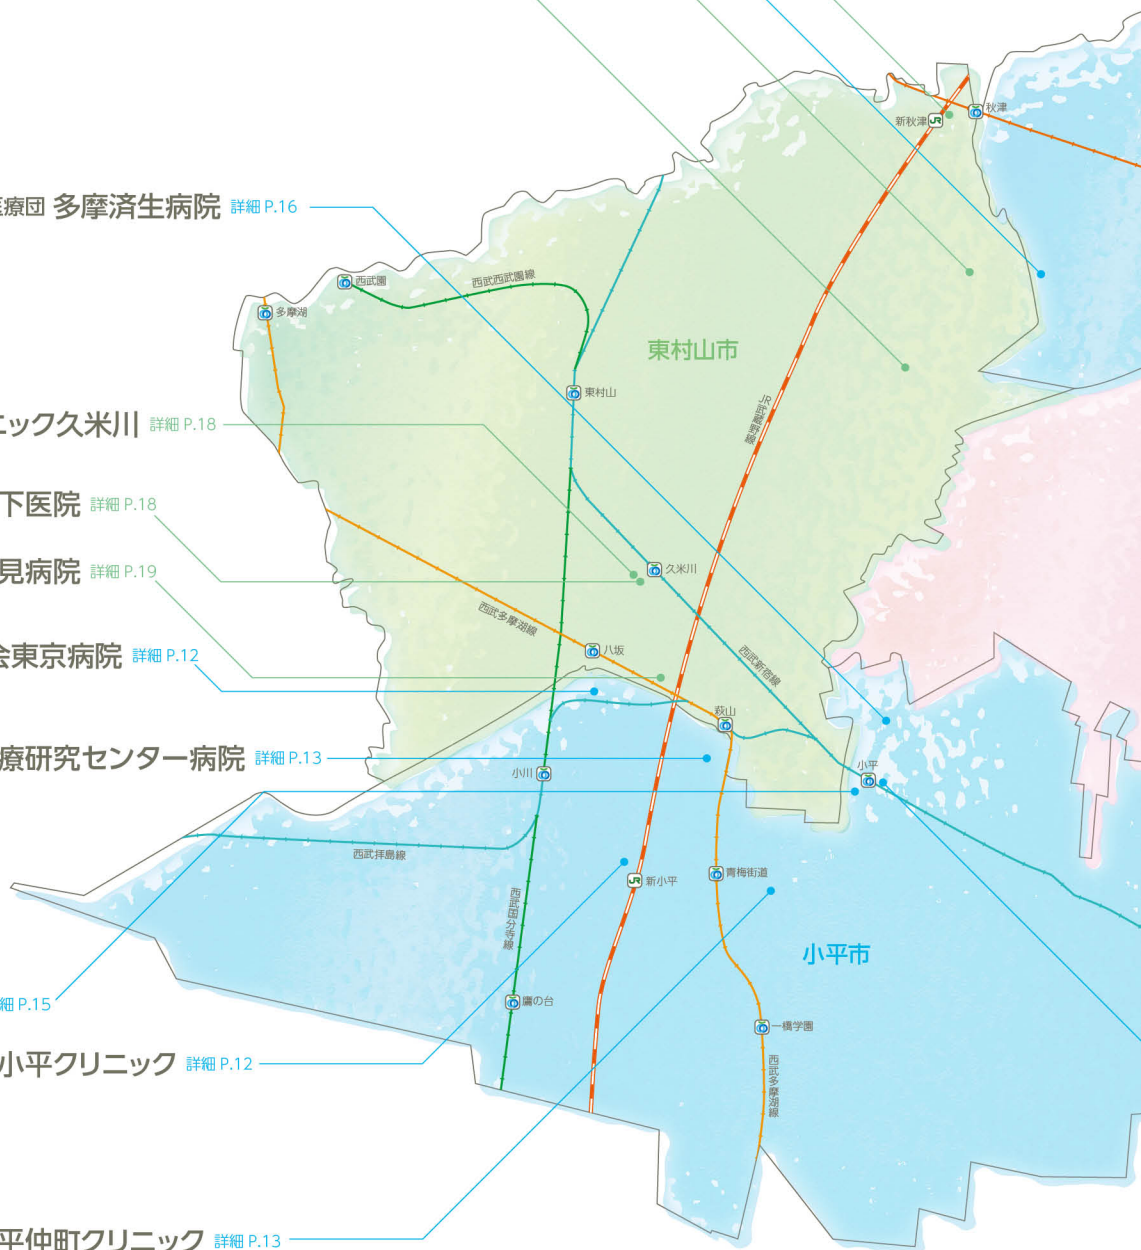 秋津
新秋津
療団 多摩済生病院 詳細 P.16
西武園
西武西武園線
多摩湖
東村山市
東村山
JR武蔵野線
ニック久米川 詳細 P.18
下医院 詳細 P.18
見病院 詳細 P.19
久米川
西武多摩湖線
八坂
西武新宿線
会東京病院 詳細 P.12
萩山
療研究センター病院 詳細 P.13
小川
小平
西武拝島線
青梅街道
新小平
西武国分寺線
小平市
細 P.15
鷹の台
一橋学園
小平クリニック 詳細 P.12
西武多摩湖線
平仲町クリニック 詳細 P.13